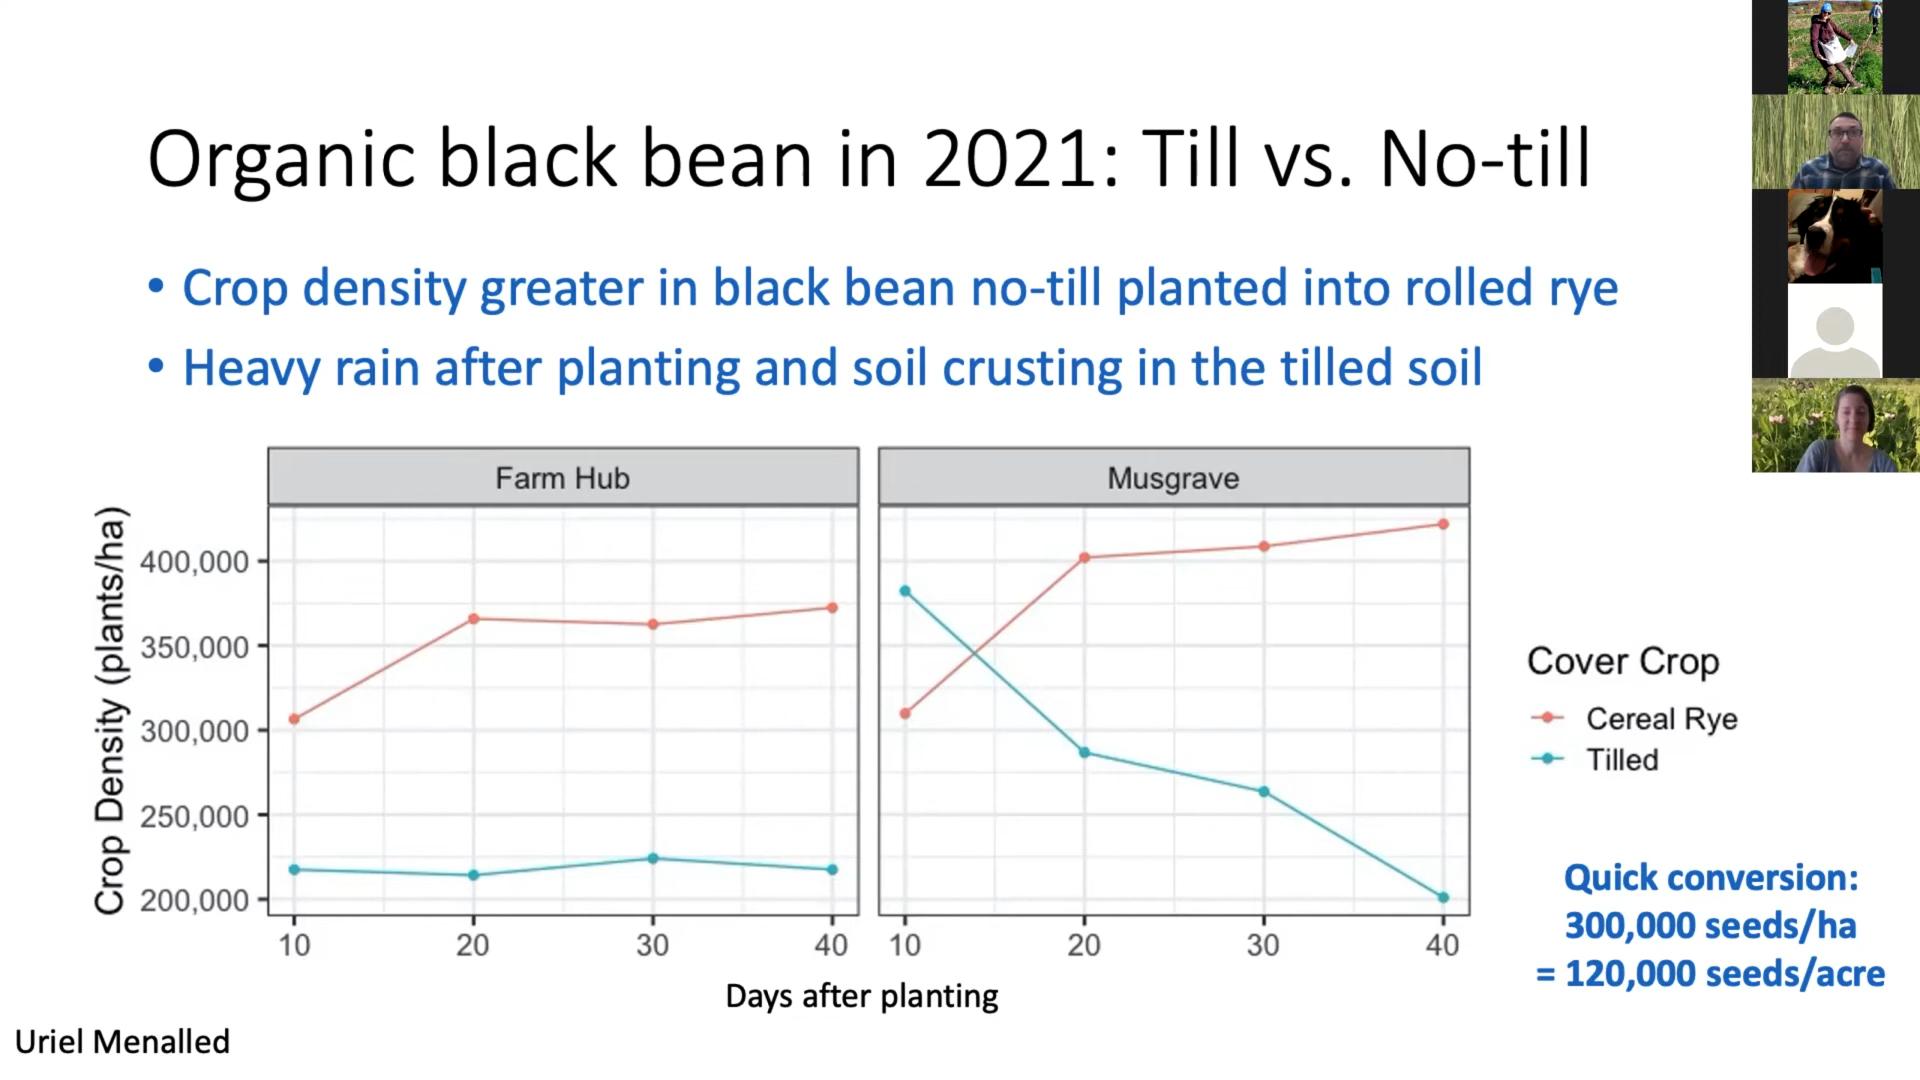 Organic black bean in 2021: Till vs. No-till
• Crop density greater in black bean no-till planted into rolled rye
• Heavy rain after planting and soil crusting in the tilled soil
Farm Hub
Musgrave
Crop Density (plants/ha)
400,000
350,000
300,000
250,000
200,000
10 20 30 40
10 20 30 40
Days after planting
Cover Crop
Cereal Rye
Tilled
Quick conversion:
300,000 seeds/ha
= 120,000 seeds/acre
Uriel Menalled